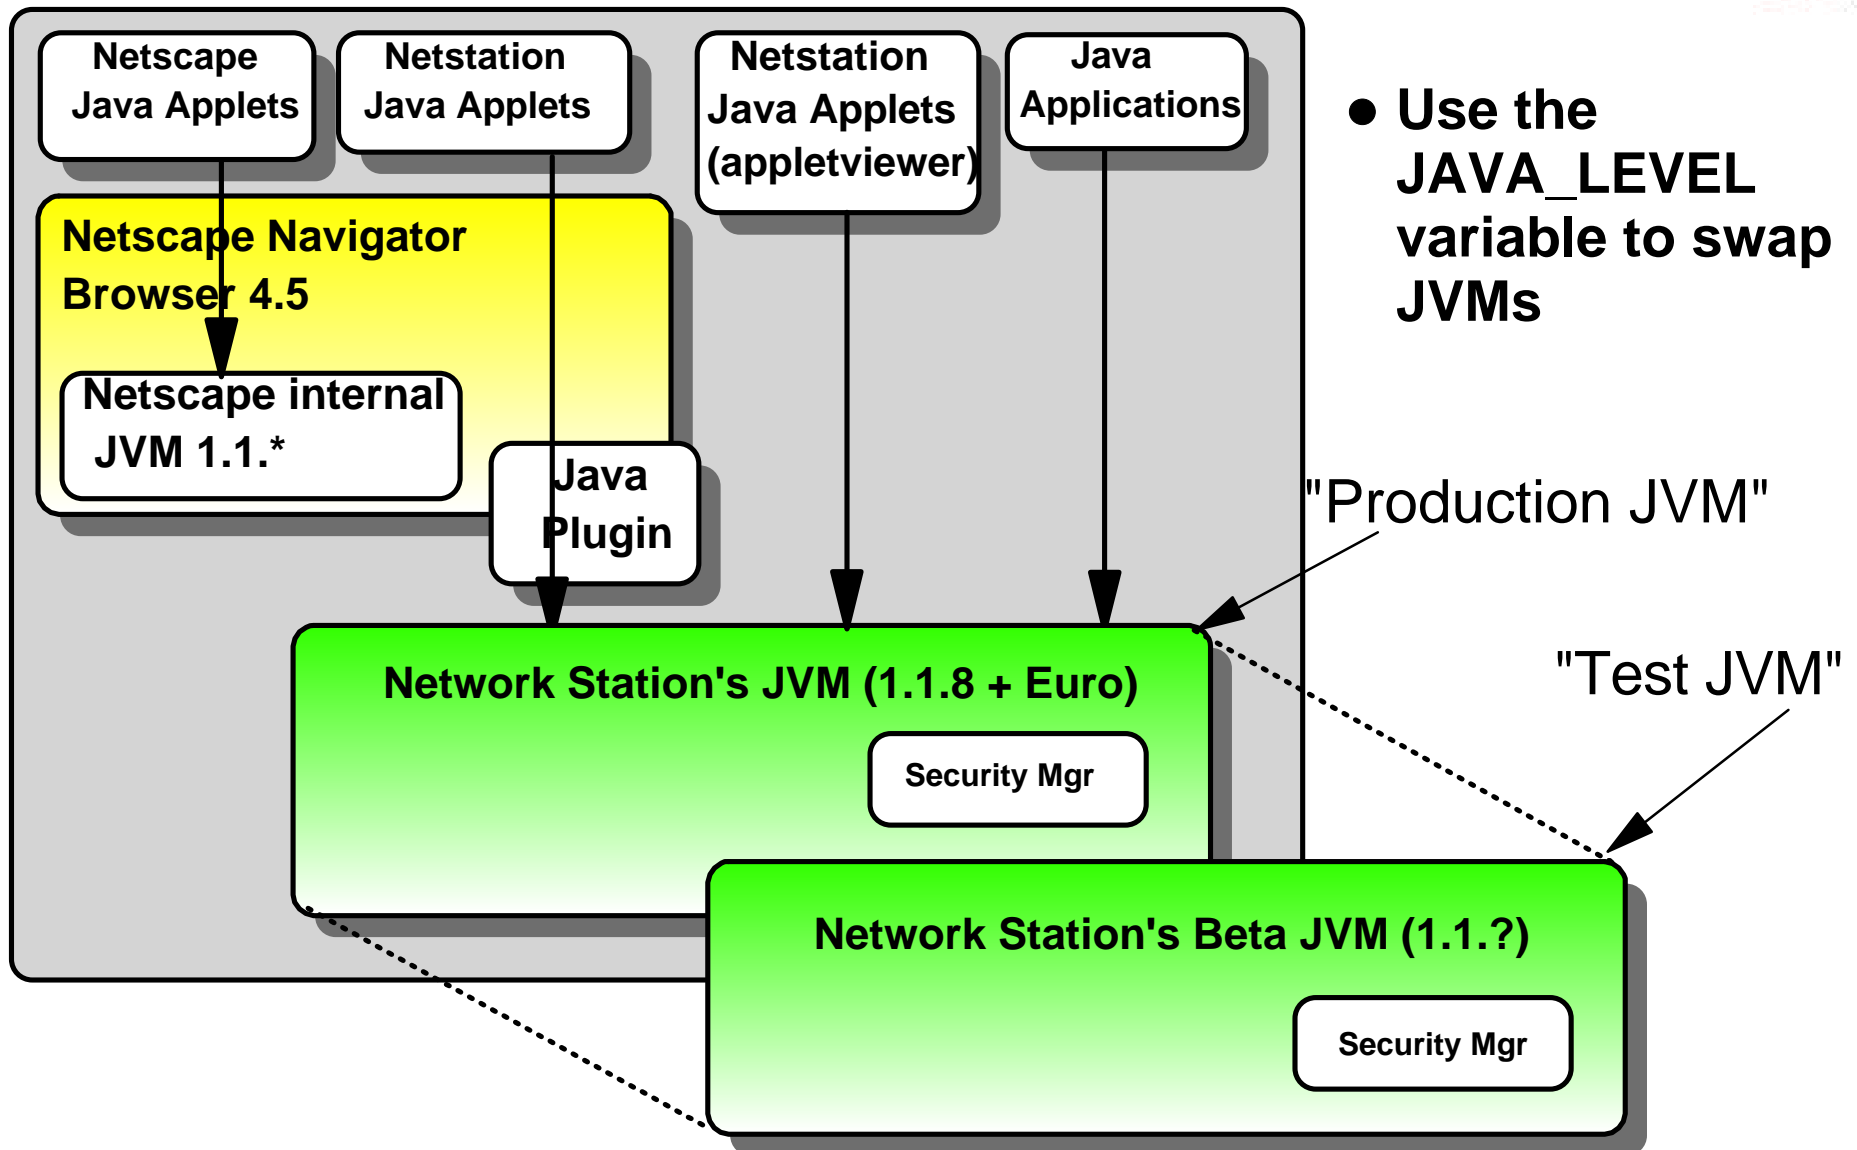 Netscape
Java Applets
Netstation
Java Applets
Netstation
Java Applets
(appletviewer)
Java
Applications
● Use the
JAVA_LEVEL
variable to swap
JVMs
Netscape Navigator
Browser 4.5
Netscape internal
JVM 1.1.*
Java
Plugin
"Production JVM"
"Test JVM"
Network Station's JVM (1.1.8 + Euro)
Security Mgr
Network Station's Beta JVM (1.1.?)
Security Mgr